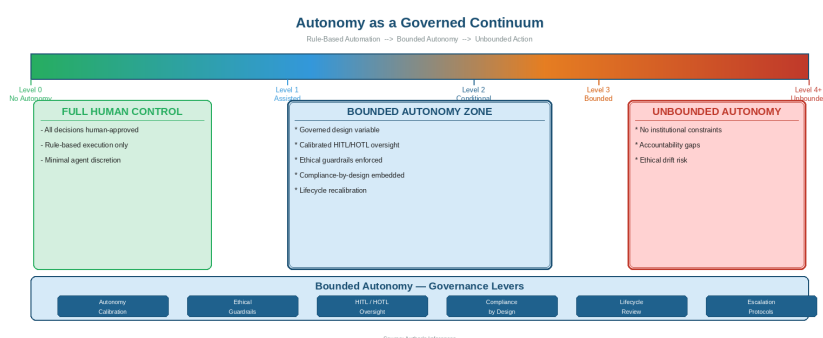 Autonomy as a Governed Continuum
Rule-Based Automation --> Bounded Autonomy --> Unbounded Action
Level 0
No Autonomy
Level 1
Assisted
Level 2
Conditional
Level 3
Bounded
Level 4+
FULL HUMAN CONTROL
- All decisions human-approved
- Rule-based execution only
- Minimal agent discretion
BOUNDED AUTONOMY ZONE
* Governed design variable
* Calibrated HITL/HOTL oversight
* Ethical guardrails enforced
* Compliance-by-design embedded
* Lifecycle recalibration
UNBOUNDED AUTONOMY
* No institutional constraints
* Accountability gaps
* Ethical drift risk
Bounded Autonomy — Governance Levers
Autonomy
Calibration
Ethical
Guardrails
HITL / HOTL
Oversight
Compliance
by Design
Lifecycle
Review
Escalation
Protocols